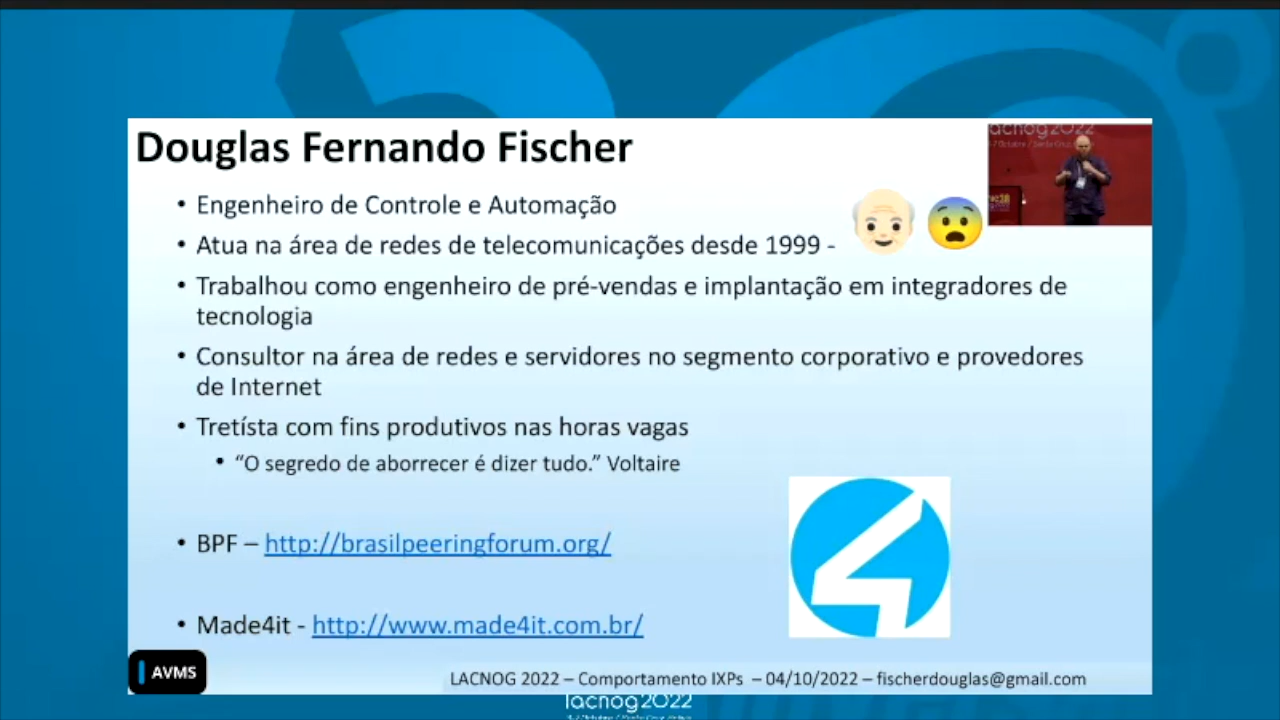 Douglas Fernando Fischer
lacnog2022
• Engenheiro de Controle e Automação
• Atua na área de redes de telecomunicações desde 1999 -
• Trabalhou como engenheiro de pré-vendas e implantação em integradores de
tecnologia
• Consultor na área de redes e servidores no segmento corporativo e provedores
de Internet
• Tretísta com fins produtivos nas horas vagas
• “O segredo de aborrecer é dizer tudo.” Voltaire
• BPF – http://brasilpeeringforum.org/
• Made4it - http://www.made4it.com.br/
AVMS
LACNOG 2022 – Comportamento IXPs – 04/10/2022 – fischerdouglas@gmail.com
lacnog2022